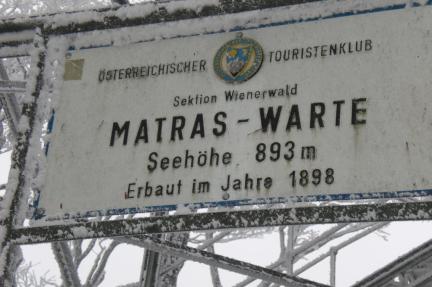 ÖSTERREICHISCHER TOURISTENKLUB
Sektion Wienerwald
MATRAS-WARTE
Seehöhe 893m
Erbaut im Jahre 1898